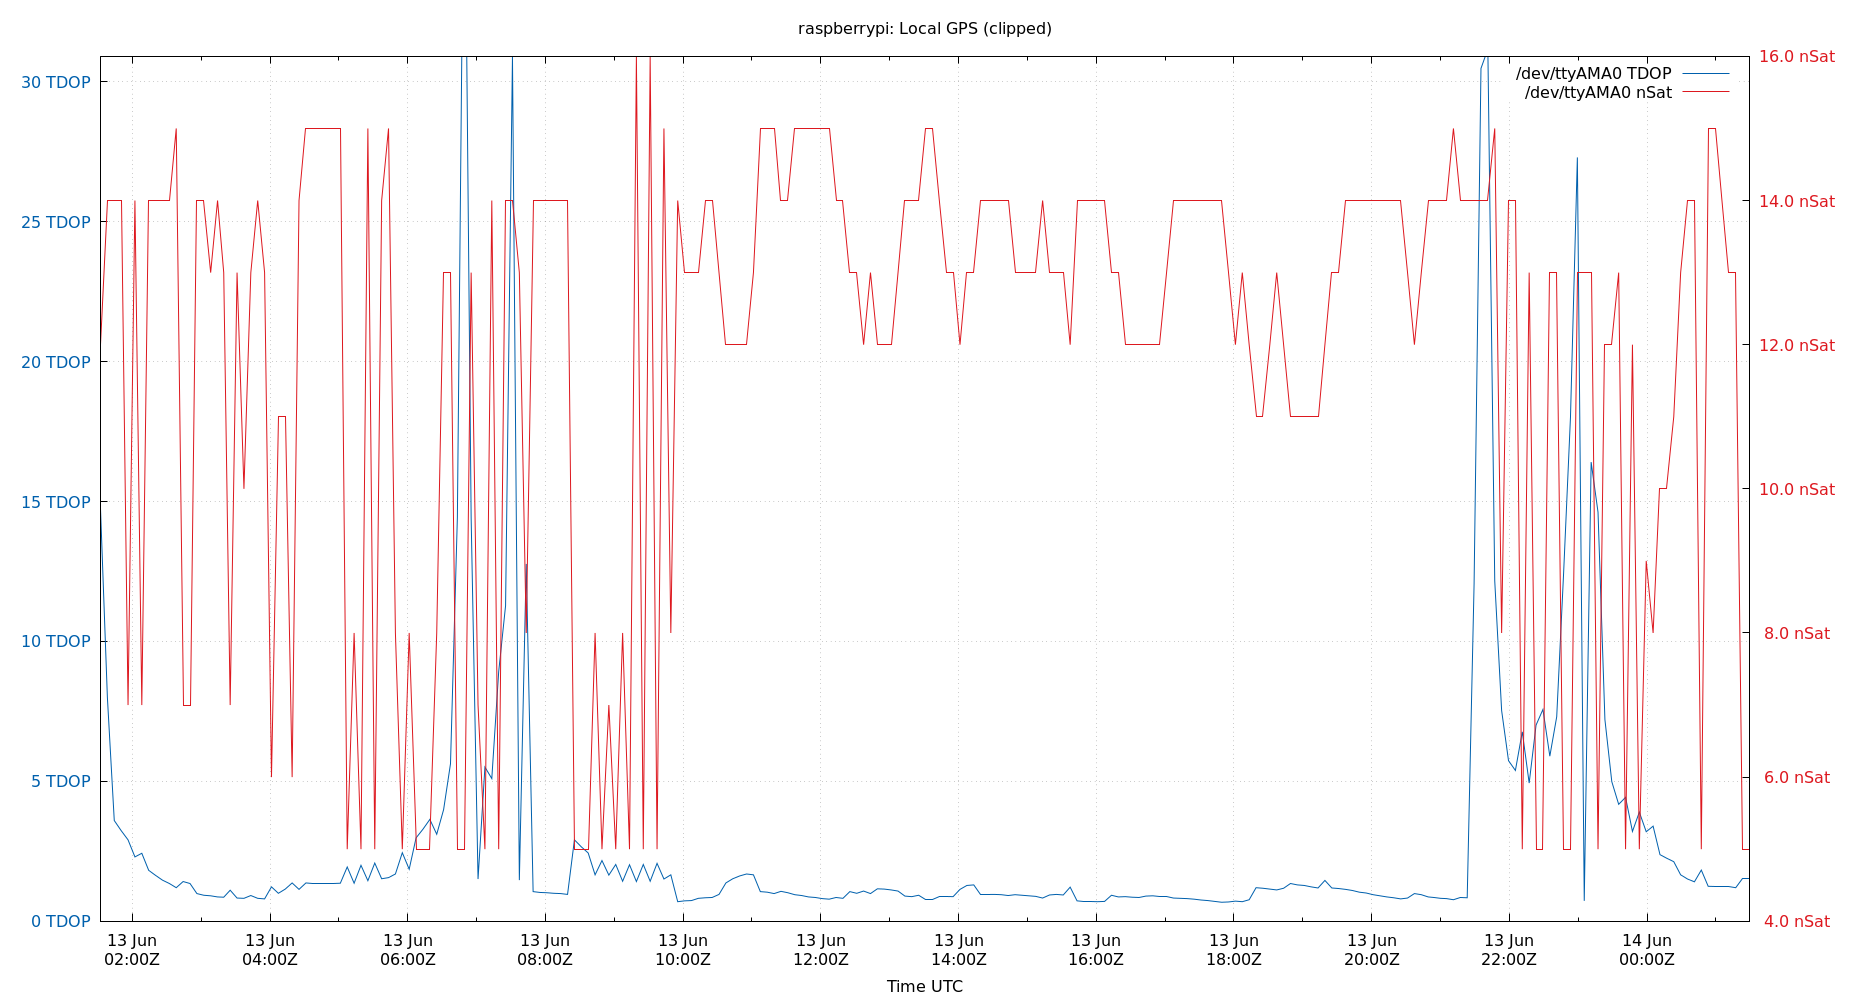 raspberrypi: Local GPS (clipped)
/dev/ttyAMA0 TDOP
/dev/ttyAMA0 nSat
30 TDOP
25 TDOP
20 TDOP
15 TDOP
10 TDOP
5 TDOP
0 TDOP
16.0 nSat
14.0 nSat
12.0 nSat
10.0 nSat
8.0 nSat
6.0 nSat
4.0 nSat
13 Jun 13 Jun 13 Jun 13 Jun 13 Jun 13 Jun 13 Jun 13 Jun 13 Jun 13 Jun 13 Jun 14 Jun
02:00Z 04:00Z 06:00Z 08:00Z 10:00Z 12:00Z 14:00Z 16:00Z 18:00Z 20:00Z 22:00Z 00:00Z
Time UTC